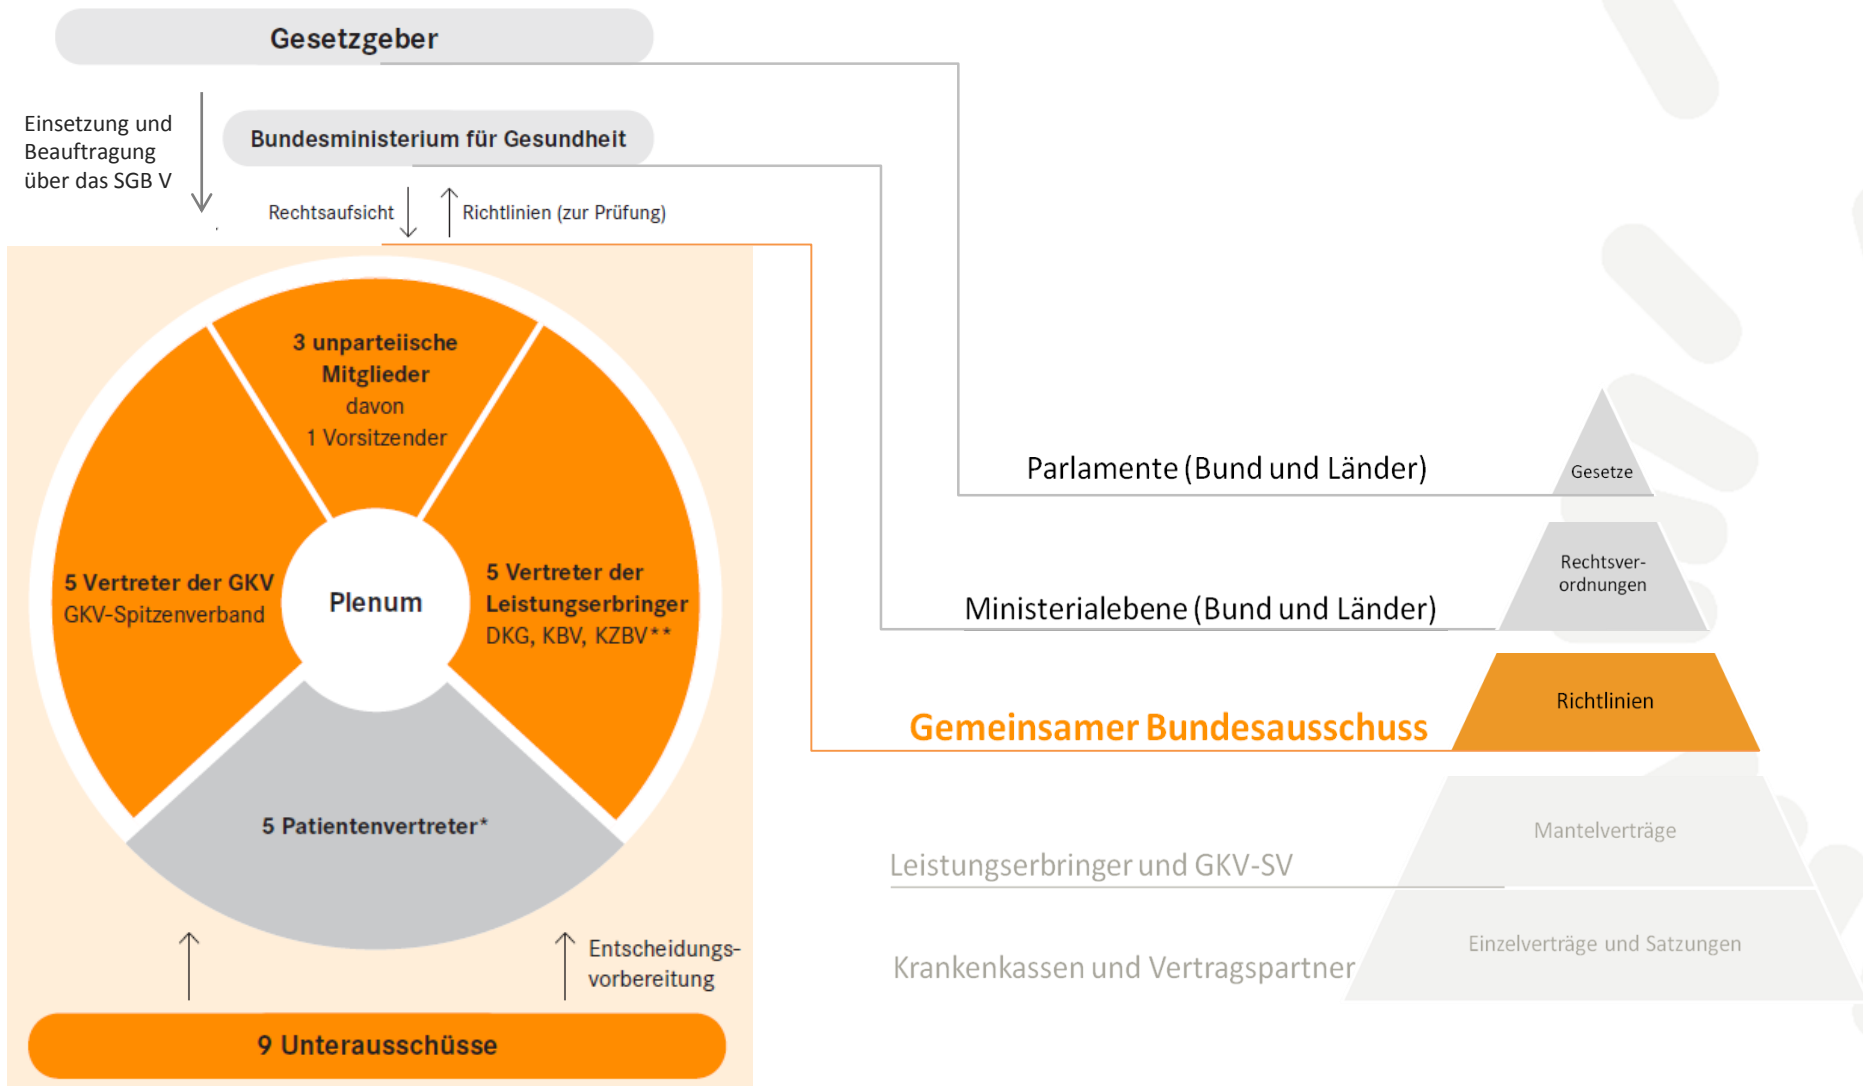 Gesetzgeber
Einsetzung und
Beauftragung
über das SGB V
Bundesministerium für Gesundheit
Rechtsaufsicht
Richtlinien (zur Prüfung)
3 unparteiische
Mitglieder
davon
1 Vorsitzender
5 Vertreter der GKV
GKV-Spitzenverband
Plenum
5 Vertreter der
Leistungserbringer
DKG, KBV, KZBV**
5 Patientenvertreter*
Entscheidungs-
vorbereitung
9 Unterausschüsse
Parlamente (Bund und Länder)
Gesetze
Ministerialebene (Bund und Länder)
Rechtsver-
ordnungen
Gemeinsamer Bundesausschuss
Richtlinien
Leistungserbringer und GKV-SV
Mantelverträge
Krankenkassen und Vertragspartner
Einzelverträge und Satzungen